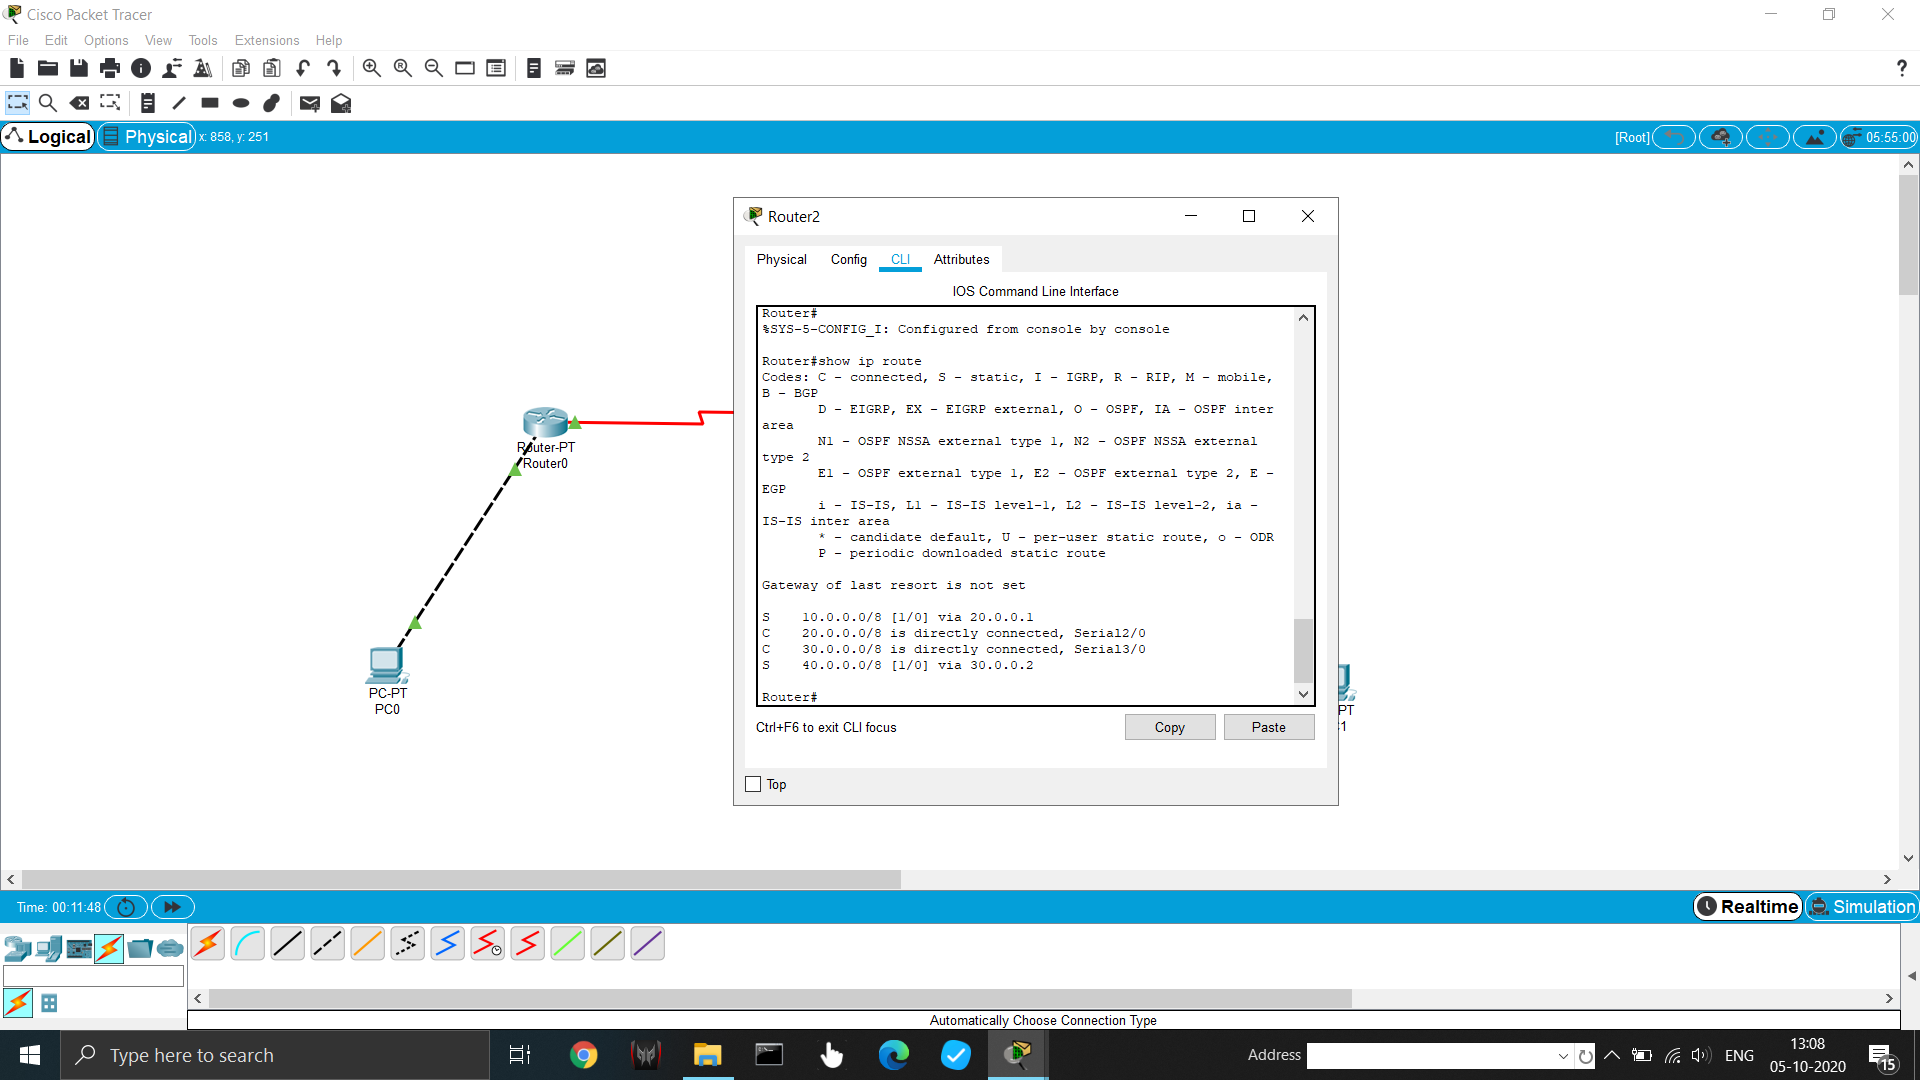 Cisco Packet Tracer
File Edit Options View Tools Extensions Help
?
Logical Physical x: 858, y: 251 [Root] 05:55:00
Router2
Physical Config CLI Attributes
IOS Command Line Interface
Router#
%SYS-5-CONFIG_I: Configured from console by console
Router#show ip route
Codes: C - connected, S - static, I - IGRP, R - RIP, M - mobile,
B - BGP
D - EIGRP, EX - EIGRP external, O - OSPF, IA - OSPF inter
area
N1 - OSPF NSSA external type 1, N2 - OSPF NSSA external
type 2
E1 - OSPF external type 1, E2 - OSPF external type 2, E -
EGP
i - IS-IS, L1 - IS-IS level-1, L2 - IS-IS level-2, ia -
IS-IS inter area
* - candidate default, U - per-user static route, o - ODR
P - periodic downloaded static route
Gateway of last resort is not set
S 10.0.0.0/8 [1/0] via 20.0.0.1
C 20.0.0.0/8 is directly connected, Serial2/0
C 30.0.0.0/8 is directly connected, Serial3/0
S 40.0.0.0/8 [1/0] via 30.0.0.2
Router#
Ctrl+F6 to exit CLI focus Copy Paste
Top
Router-PT
Router0
PC-PT
PC0
PT
1
Time: 00:11:48 Realtime Simulation
Automatically Choose Connection Type
Type here to search
Address
ENG
13:08
05-10-2020
15